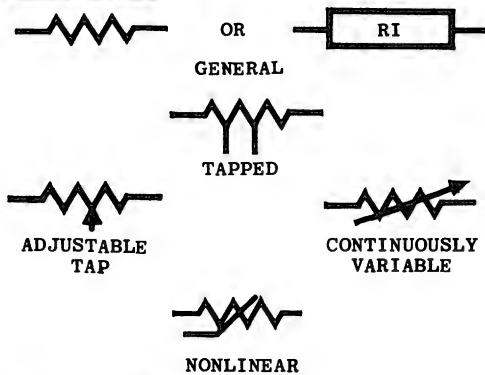 OR
RI
GENERAL
TAPPED
ADJUSTABLE
TAP
CONTINUOUSLY
VARIABLE
NONLINEAR